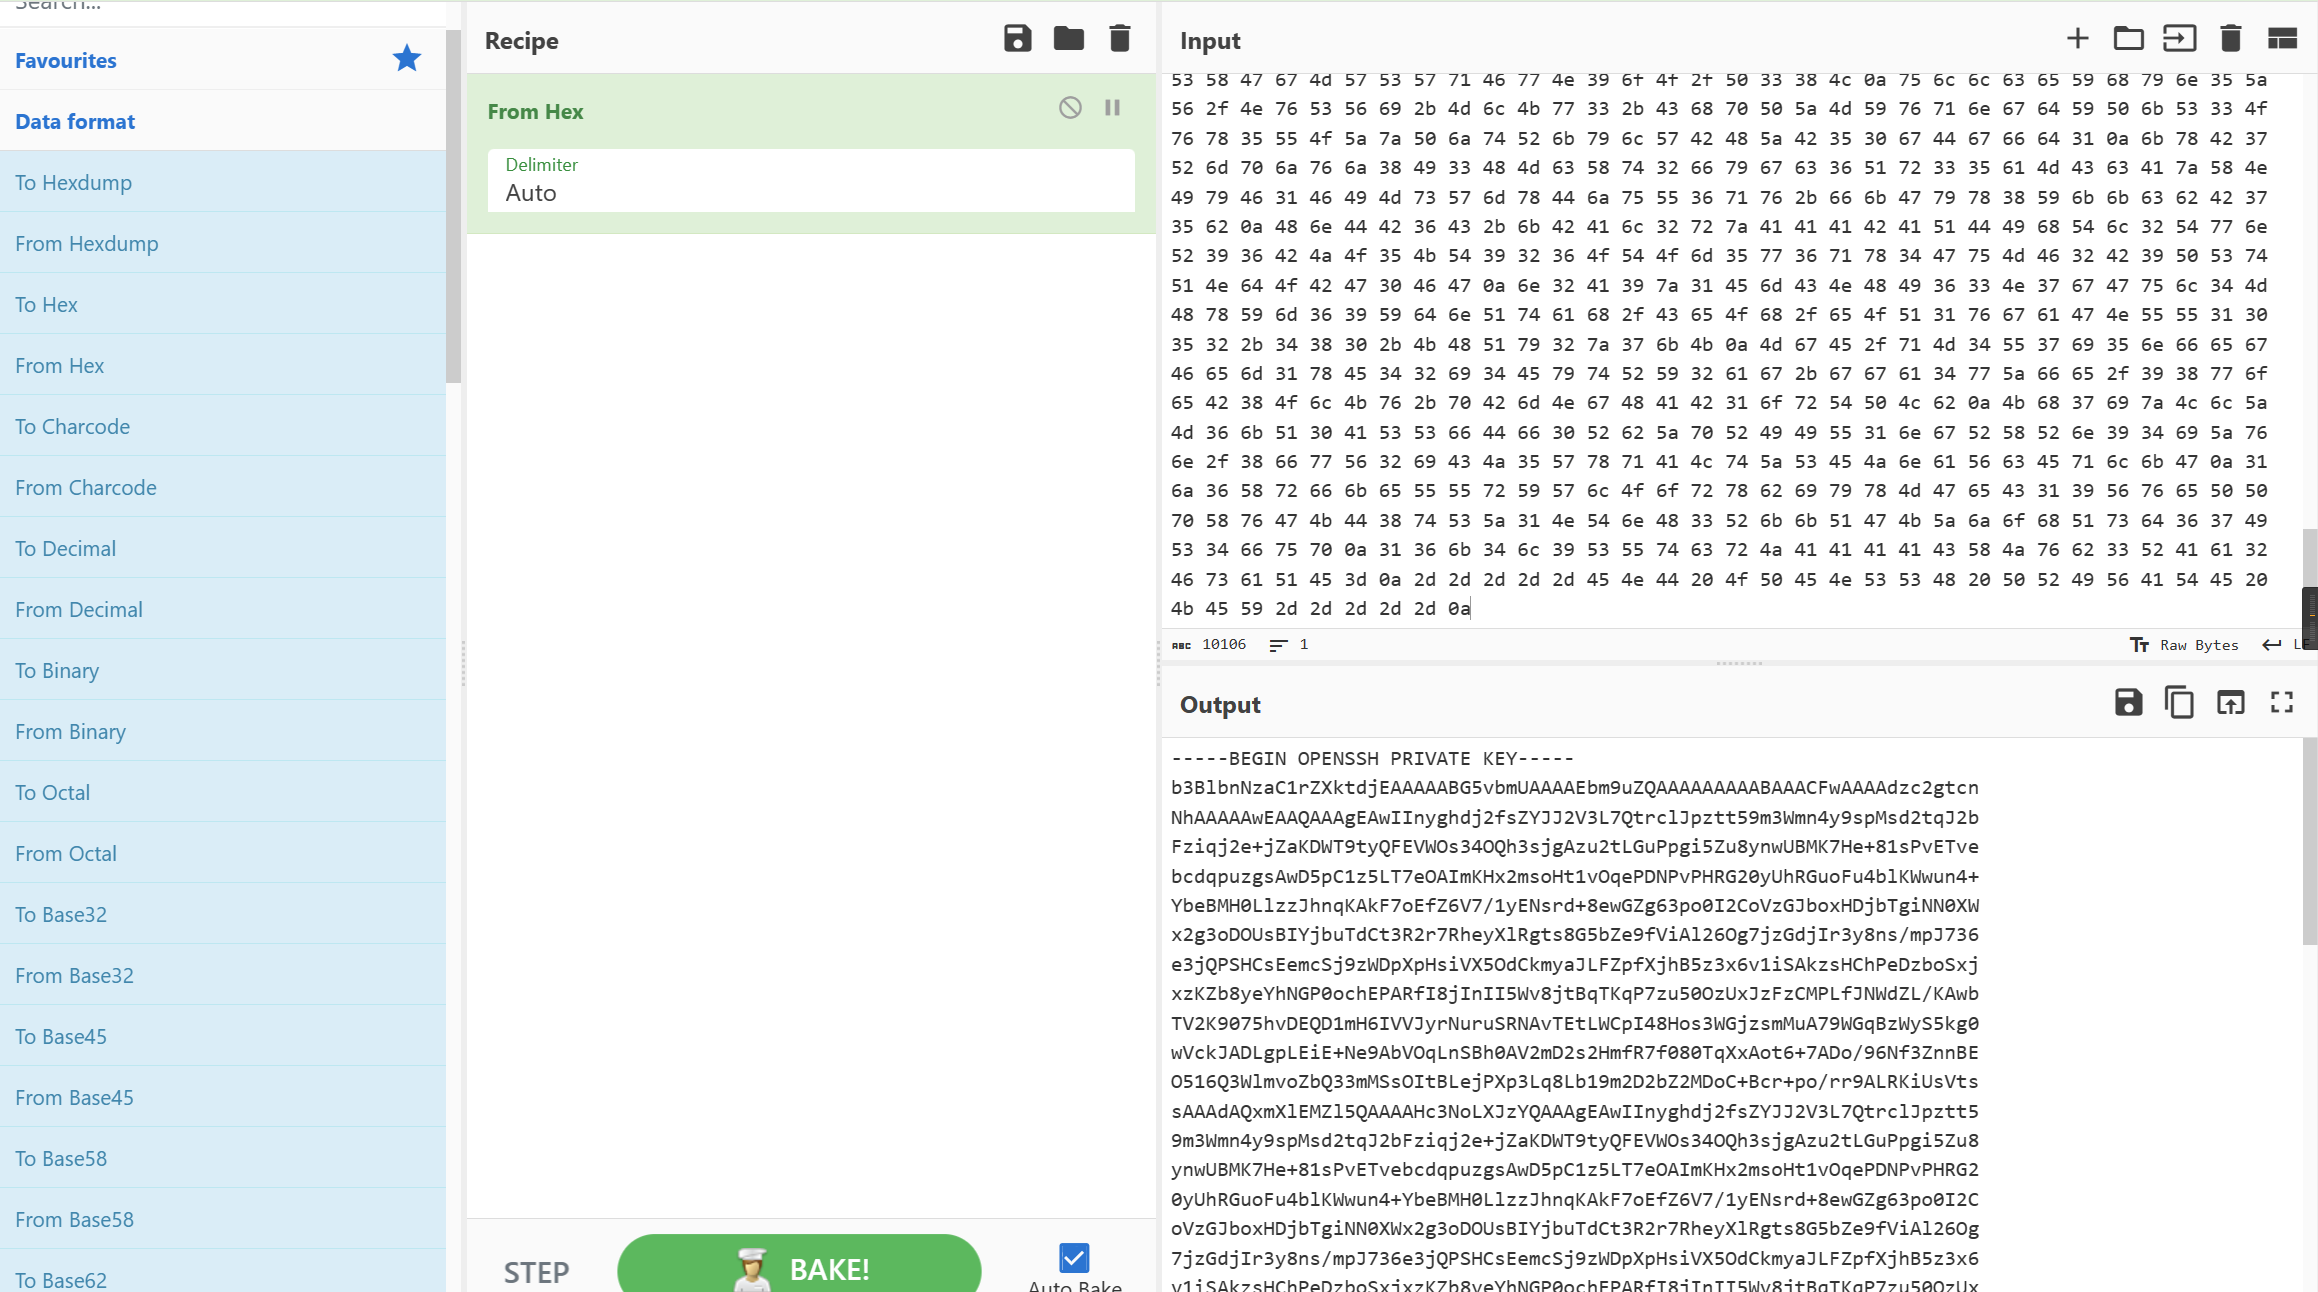 Search...
Favourites
Data format
To Hexdump
From Hexdump
To Hex
From Hex
To Charcode
From Charcode
To Decimal
From Decimal
To Binary
From Binary
To Octal
From Octal
To Base32
From Base32
To Base45
From Base45
To Base58
From Base58
To Base62
Recipe
From Hex
Delimiter
Auto
STEP
BAKE!
Auto Bake
Input
53 58 47 67 4d 57 53 57 71 46 77 4e 39 6f 4f 2f 50 33 38 4c 0a 75 6c 6c 63 65 59 68 79 6e 35 5a
56 2f 4e 76 53 56 69 2b 4d 6c 4b 77 33 2b 43 68 70 50 5a 4d 59 76 71 6e 67 64 59 50 6b 53 33 4f
76 78 35 55 4f 5a 7a 50 6a 74 52 6b 79 6c 57 42 48 5a 42 35 30 67 44 67 66 64 31 0a 6b 78 42 37
52 6d 70 6a 76 6a 38 49 33 48 4d 63 58 74 32 66 79 67 63 36 51 72 33 35 61 4d 43 63 41 7a 58 4e
49 79 46 31 46 49 4d 73 57 6d 78 44 6a 75 55 36 71 76 2b 66 6b 47 79 78 38 59 6b 6b 63 62 42 37
35 62 0a 48 6e 44 42 36 43 2b 6b 42 41 6c 32 72 7a 41 41 41 42 41 51 44 49 68 54 6c 32 54 77 6e
52 39 36 42 4a 4f 35 4b 54 39 32 36 4f 54 4f 6d 35 77 36 71 78 34 47 75 4d 46 32 42 39 50 53 74
51 4e 64 4f 42 47 30 46 47 0a 6e 32 41 39 7a 31 45 6d 43 4e 48 49 36 33 4e 37 67 47 75 6c 34 4d
48 78 59 6d 36 39 59 64 6e 51 74 61 68 2f 43 65 4f 68 2f 65 4f 51 31 76 67 61 47 4e 55 55 31 30
35 32 2b 34 38 30 2b 4b 48 51 79 32 7a 37 6b 4b 0a 4d 67 45 2f 71 4d 34 55 37 69 35 6e 66 65 67
46 65 6d 31 78 45 34 32 69 34 45 79 74 52 59 32 61 67 2b 67 67 61 34 77 5a 66 65 2f 39 38 77 6f
65 42 38 4f 6c 4b 76 2b 70 42 6d 4e 67 48 41 42 31 6f 72 54 50 4c 62 0a 4b 68 37 69 7a 4c 6c 5a
4d 36 6b 51 30 41 53 53 66 44 66 30 52 62 5a 70 52 49 49 55 31 6e 67 52 58 52 6e 39 34 69 5a 76
6e 2f 38 66 77 56 32 69 43 4a 35 57 78 71 41 4c 74 5a 53 45 4a 6e 61 56 63 45 71 6c 6b 47 0a 31
6a 36 58 72 66 6b 65 55 55 72 59 57 6c 4f 6f 72 78 62 69 79 78 4d 47 65 43 31 39 56 76 65 50 50
70 58 76 47 4b 44 38 74 53 5a 31 4e 54 6e 48 33 52 6b 6b 51 47 4b 5a 6a 6f 68 51 73 64 36 37 49
53 34 66 75 70 0a 31 36 6b 34 6c 39 53 55 74 63 72 4a 41 41 41 41 43 58 4a 76 62 33 52 41 61 32
46 73 61 51 45 3d 0a 2d 2d 2d 2d 2d 45 4e 44 20 4f 50 45 4e 53 53 48 20 50 52 49 56 41 54 45 20
4b 45 59 2d 2d 2d 2d 2d 0a
10106
1
Raw Bytes
Output
-----BEGIN OPENSSH PRIVATE KEY-----
b3BlbnNzaC1rZXktdjEAAAAABG5vbmUAAAAEbm9uZQAAAAAAAAABAAACFwAAAAdzc2gtcn
NhAAAAAwEAAQAAAgEAwIInyghdj2fsZYJJ2V3L7QtrclJpztt59m3Wmn4y9spMsd2tqJ2b
Fziqj2e+jZaKDWT9tyQFEVWOs34OQh3sjgAzu2tLGuPpgi5Zu8ynwUBMK7He+81sPvETve
bcdqpuzgsAwD5pC1z5LT7eOAImKHx2msoHt1vOqePDNPvPHRG20yUhRGuoFu4blKWwun4+
YbeBMH0LlzzJhnqKAkF7oEfZ6V7/1yENsrd+8ewGZg63po0I2CoVzGJboxHDjbTgiNN0XW
x2g3oDOUsBIYjbuTdCt3R2r7RheyXlRgts8G5bZe9fViAl26Og7jzGdjIr3y8ns/mpJ736
e3jQPSHCsEemcSj9zWDpXpHsiVX5OdCkmyaJLFZpfXjhB5z3x6v1iSAkzsHChPeDzboSxj
xzKZb8yeYhNGP0ochEPARfI8jInII5Wv8jtBqTKqP7zu50OzUxJzFzCMPLfJNWdZL/KAwb
TV2K9075hvDEQD1mH6IVVJyrNuruSRNAvTEtLWCpI48Hos3WGjzsmMuA79WGqBzWyS5kg0
wVckJADLgpLEiE+Ne9AbVOqLnSBh0AV2mD2s2HmfR7f080TqXxAot6+7ADo/96Nf3ZnnBE
O516Q3WlmvoZbQ33mMSsOItBLejPXp3Lq8Lb19m2D2bZ2MDoC+Bcr+po/rr9ALRKiUsVts
sAAAdAQxmXlEMZl5QAAAAHc3NoLXJzYQAAAgEAwIInyghdj2fsZYJJ2V3L7QtrclJpztt5
9m3Wmn4y9spMsd2tqJ2bFziqj2e+jZaKDWT9tyQFEVWOs34OQh3sjgAzu2tLGuPpgi5Zu8
ynwUBMK7He+81sPvETvebcdqpuzgsAwD5pC1z5LT7eOAImKHx2msoHt1vOqePDNPvPHRG2
0yUhRGuoFu4blKWwun4+YbeBMH0LlzzJhnqKAkF7oEfZ6V7/1yENsrd+8ewGZg63po0I2C
oVzGJboxHDjbTgiNN0XWx2g3oDOUsBIYjbuTdCt3R2r7RheyXlRgts8G5bZe9fViAl26Og
7jzGdjIr3y8ns/mpJ736e3jQPSHCsEemcSj9zWDpXpHsiVX5OdCkmyaJLFZpfXjhB5z3x6
v1iSAkzsHChPeDzboSxjxzKZb8yeYhNGP0ochEPARfI8jInII5Wv8jtBqTKqP7zu50OzUx